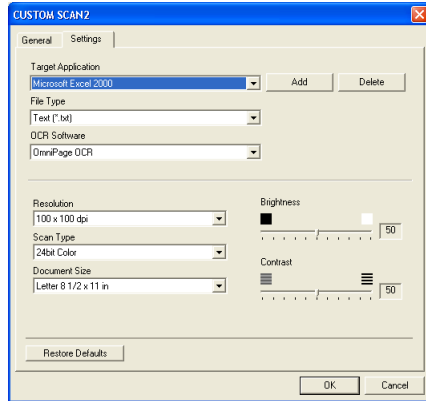 CUSTOM SCAN2
General Settings
Target Application
Microsoft Excel 2000 Add Delete
File Type
Text (*.txt)
OCR Software
OmniPage OCR
Resolution Brightness
100 x 100 dpi 50
Scan Type
24bit Color
Contrast
Document Size
Letter 8 1/2 x 11 in 50
Restore Defaults
OK Cancel